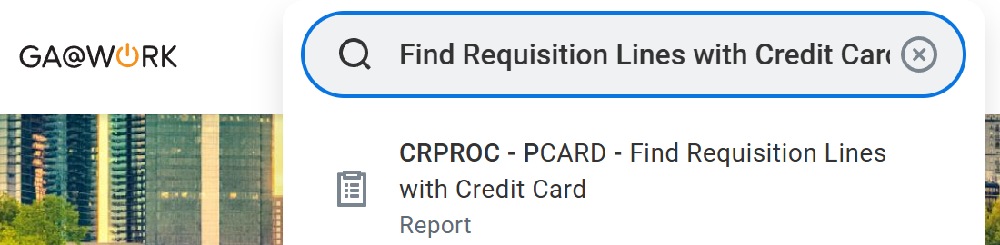 GA@WORK
Find Requisition Lines with Credit Car
CRPROC - PCARD - Find Requisition Lines
with Credit Card
Report